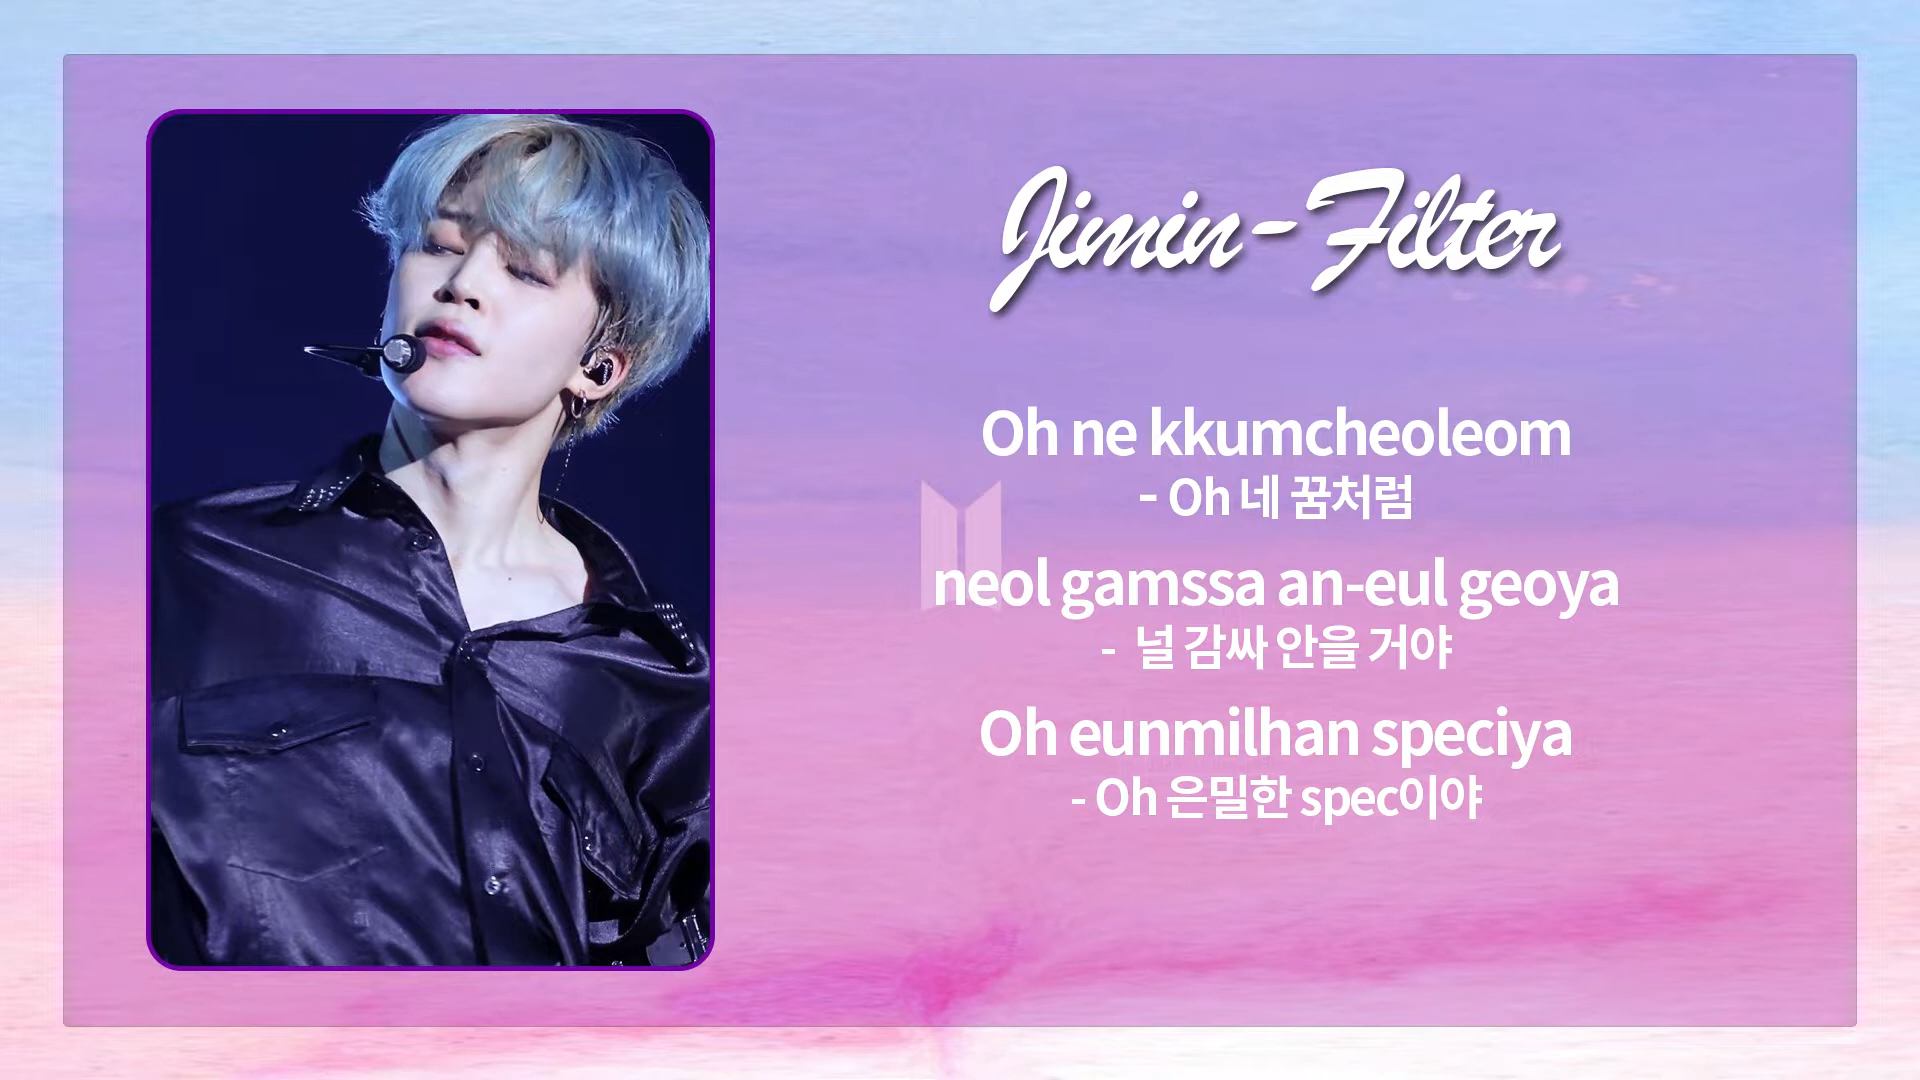 Jimin-Filter
Oh ne kkumcheoleom
- Oh 네 꿈처럼
neol gamssa an-eul geoya
- 널 감싸 안을 거야
Oh eunmilhan speciya
- Oh 은밀한 spec이야